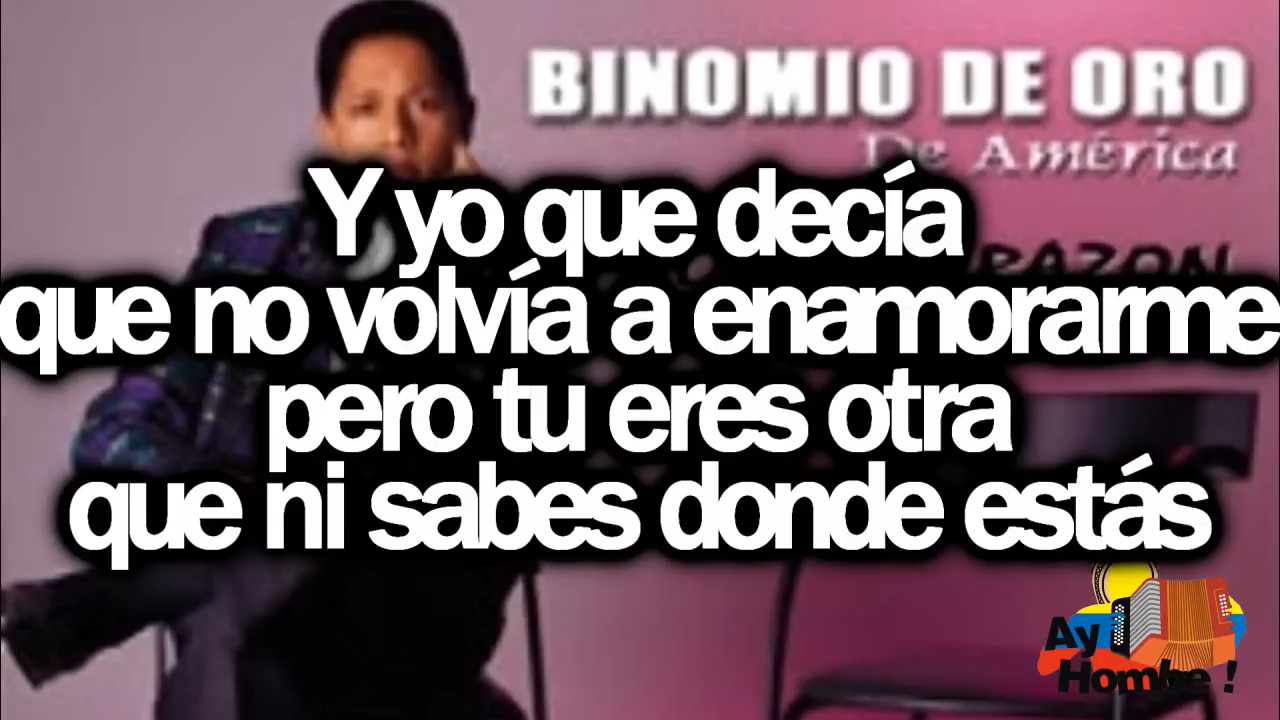 BINOMIO DE ORO
De América
Y yo que decía
que no volvía a enamorarme
pero tu eres otra
que ni sabes donde estás
Ay
Hombe !